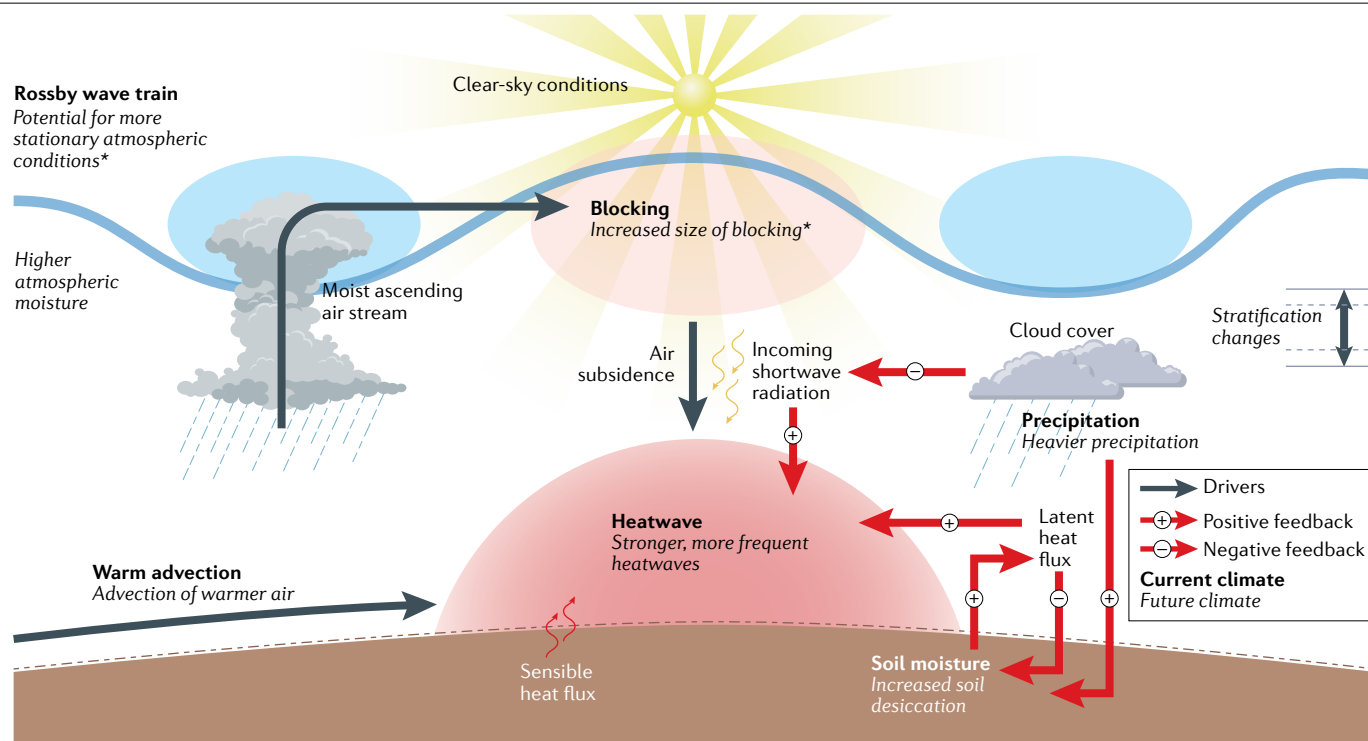 Clear-sky conditions
Rossby wave train
Potential for more
stationary atmospheric
conditions*
Blocking
Increased size of blocking*
Higher
atmospheric
moisture
Moist ascending
air stream
Stratification
changes
Cloud cover
Air
subsidence
Incoming
shortwave
radiation
−
+
Precipitation
Heavier precipitation
Heatwave
Stronger, more frequent
heatwaves
+
Latent
heat
flux
Drivers
+ Positive feedback
− Negative feedback
Current climate
Future climate
Warm advection
Advection of warmer air
+
−
+
Sensible
heat flux
Soil moisture
Increased soil
desiccation